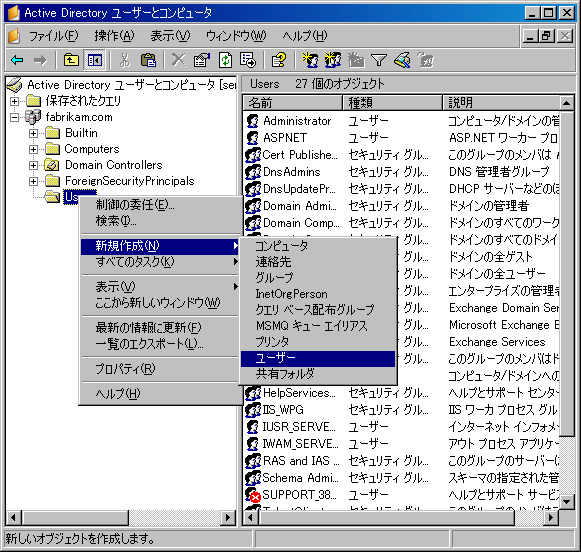 Active Directory ユーザーとコンピュータ
ファイル(F) 操作(A) 表示(V) ウィンドウ(W) ヘルプ(H)
Active Directory ユーザーとコンピュータ [ser
保存されたクエリ
fabrikam.com
Builtin
Computers
Domain Controllers
ForeignSecurityPrincipals
制御の委任(E)...
検索(I)...
新規作成(N)
すべてのタスク(K)
表示(V)
ここから新しいウィンドウ(W)
最新の情報に更新(F)
一覧のエクスポート(L)...
プロパティ(R)
ヘルプ(H)
コンピュータ
連絡先
グループ
InetOrgPerson
クエリ ベース配布グループ
MSMQ キュー エイリアス
プリンタ
ユーザー
共有フォルダ
Users 27 個のオブジェクト
名前 種類 説明
Administrator ユーザー コンピュータ/ドメインの管
ASPNET ユーザー ASP.NET ワーカー プロ
Cert Publishe... セキュリティ グル... このグループのメンバは
DnsAdmins セキュリティ グル... DNS 管理者グループ
DnsUpdatePr... セキュリティ グル... DHCP サーバーなどのほ
Domain Admi... セキュリティ グル... ドメインの管理者
Domain Comp... セキュリティ グル... ドメインのすべてのワーク
ドメインのすべてのドメイ
ドメインの全ゲスト
ドメインの全ユーザー
エンタープライズの管理者
Exchange Domain Ser
Microsoft Exchange E
Exchange Services
このグループのメンバはド
コンピュータ/ドメインへの
HelpServices... セキュリティ グル... ヘルプとサポート センター
IIS_WPG セキュリティ グル... IIS ワーカ プロセス グル
IUSR_SERVE... ユーザー インターネット インフォメー
IWAM_SERVE... ユーザー アウト プロセス アプリケー
RAS and IAS ... セキュリティ グル... このグループのサーバーは
Schema Admi... セキュリティ グル... スキーマの指定された管
SUPPORT_38... ユーザー ヘルプとサポート サービ
新しいオブジェクトを作成します。